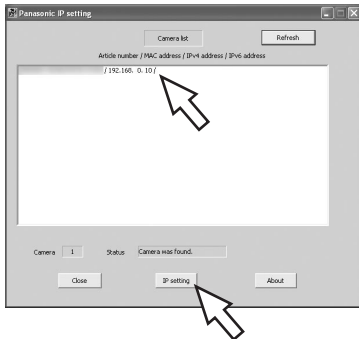 Panasonic IP setting
Camera list
Refresh
Article number / MAC address / IPv4 address / IPv6 address
/ 192.168. 0. 10 /
Camera 1 Status Camera was found.
Close IP setting About